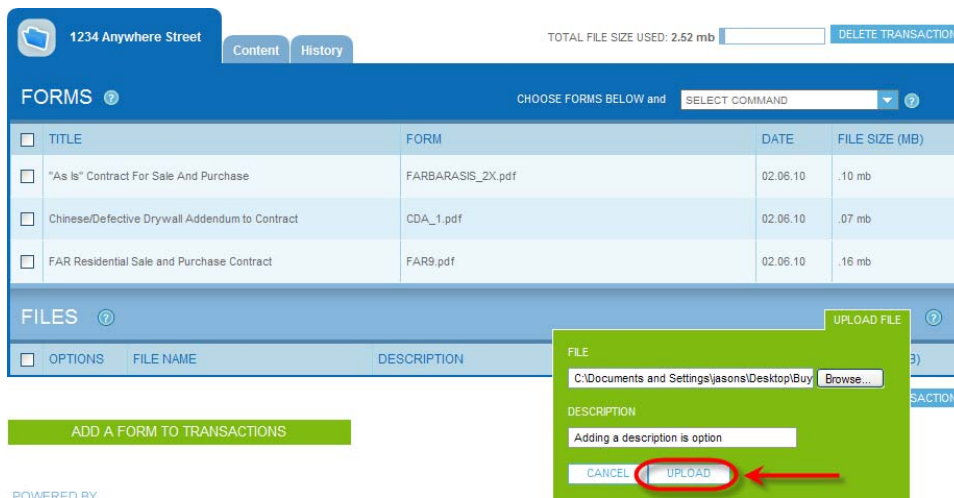 1234 Anywhere Street
Content
History
TOTAL FILE SIZE USED: 2.52 mb
DELETE TRANSACTION
FORMS ?
CHOOSE FORMS BELOW and
SELECT COMMAND
?
TITLE FORM DATE FILE SIZE (MB)
"As Is" Contract For Sale And Purchase FARBARASIS_2X.pdf 02.06.10 .10 mb
Chinese/Defective Drywall Addendum to Contract CDA_1.pdf 02.06.10 .07 mb
FAR Residential Sale and Purchase Contract FAR9.pdf 02.06.10 .16 mb
FILES ?
UPLOAD FILE
?
OPTIONS FILE NAME DESCRIPTION
FILE
C:\Documents and Settings\jasons\Desktop\Buy
Browse...
DESCRIPTION
Adding a description is option
CANCEL
UPLOAD
ADD A FORM TO TRANSACTIONS
POWERED BY